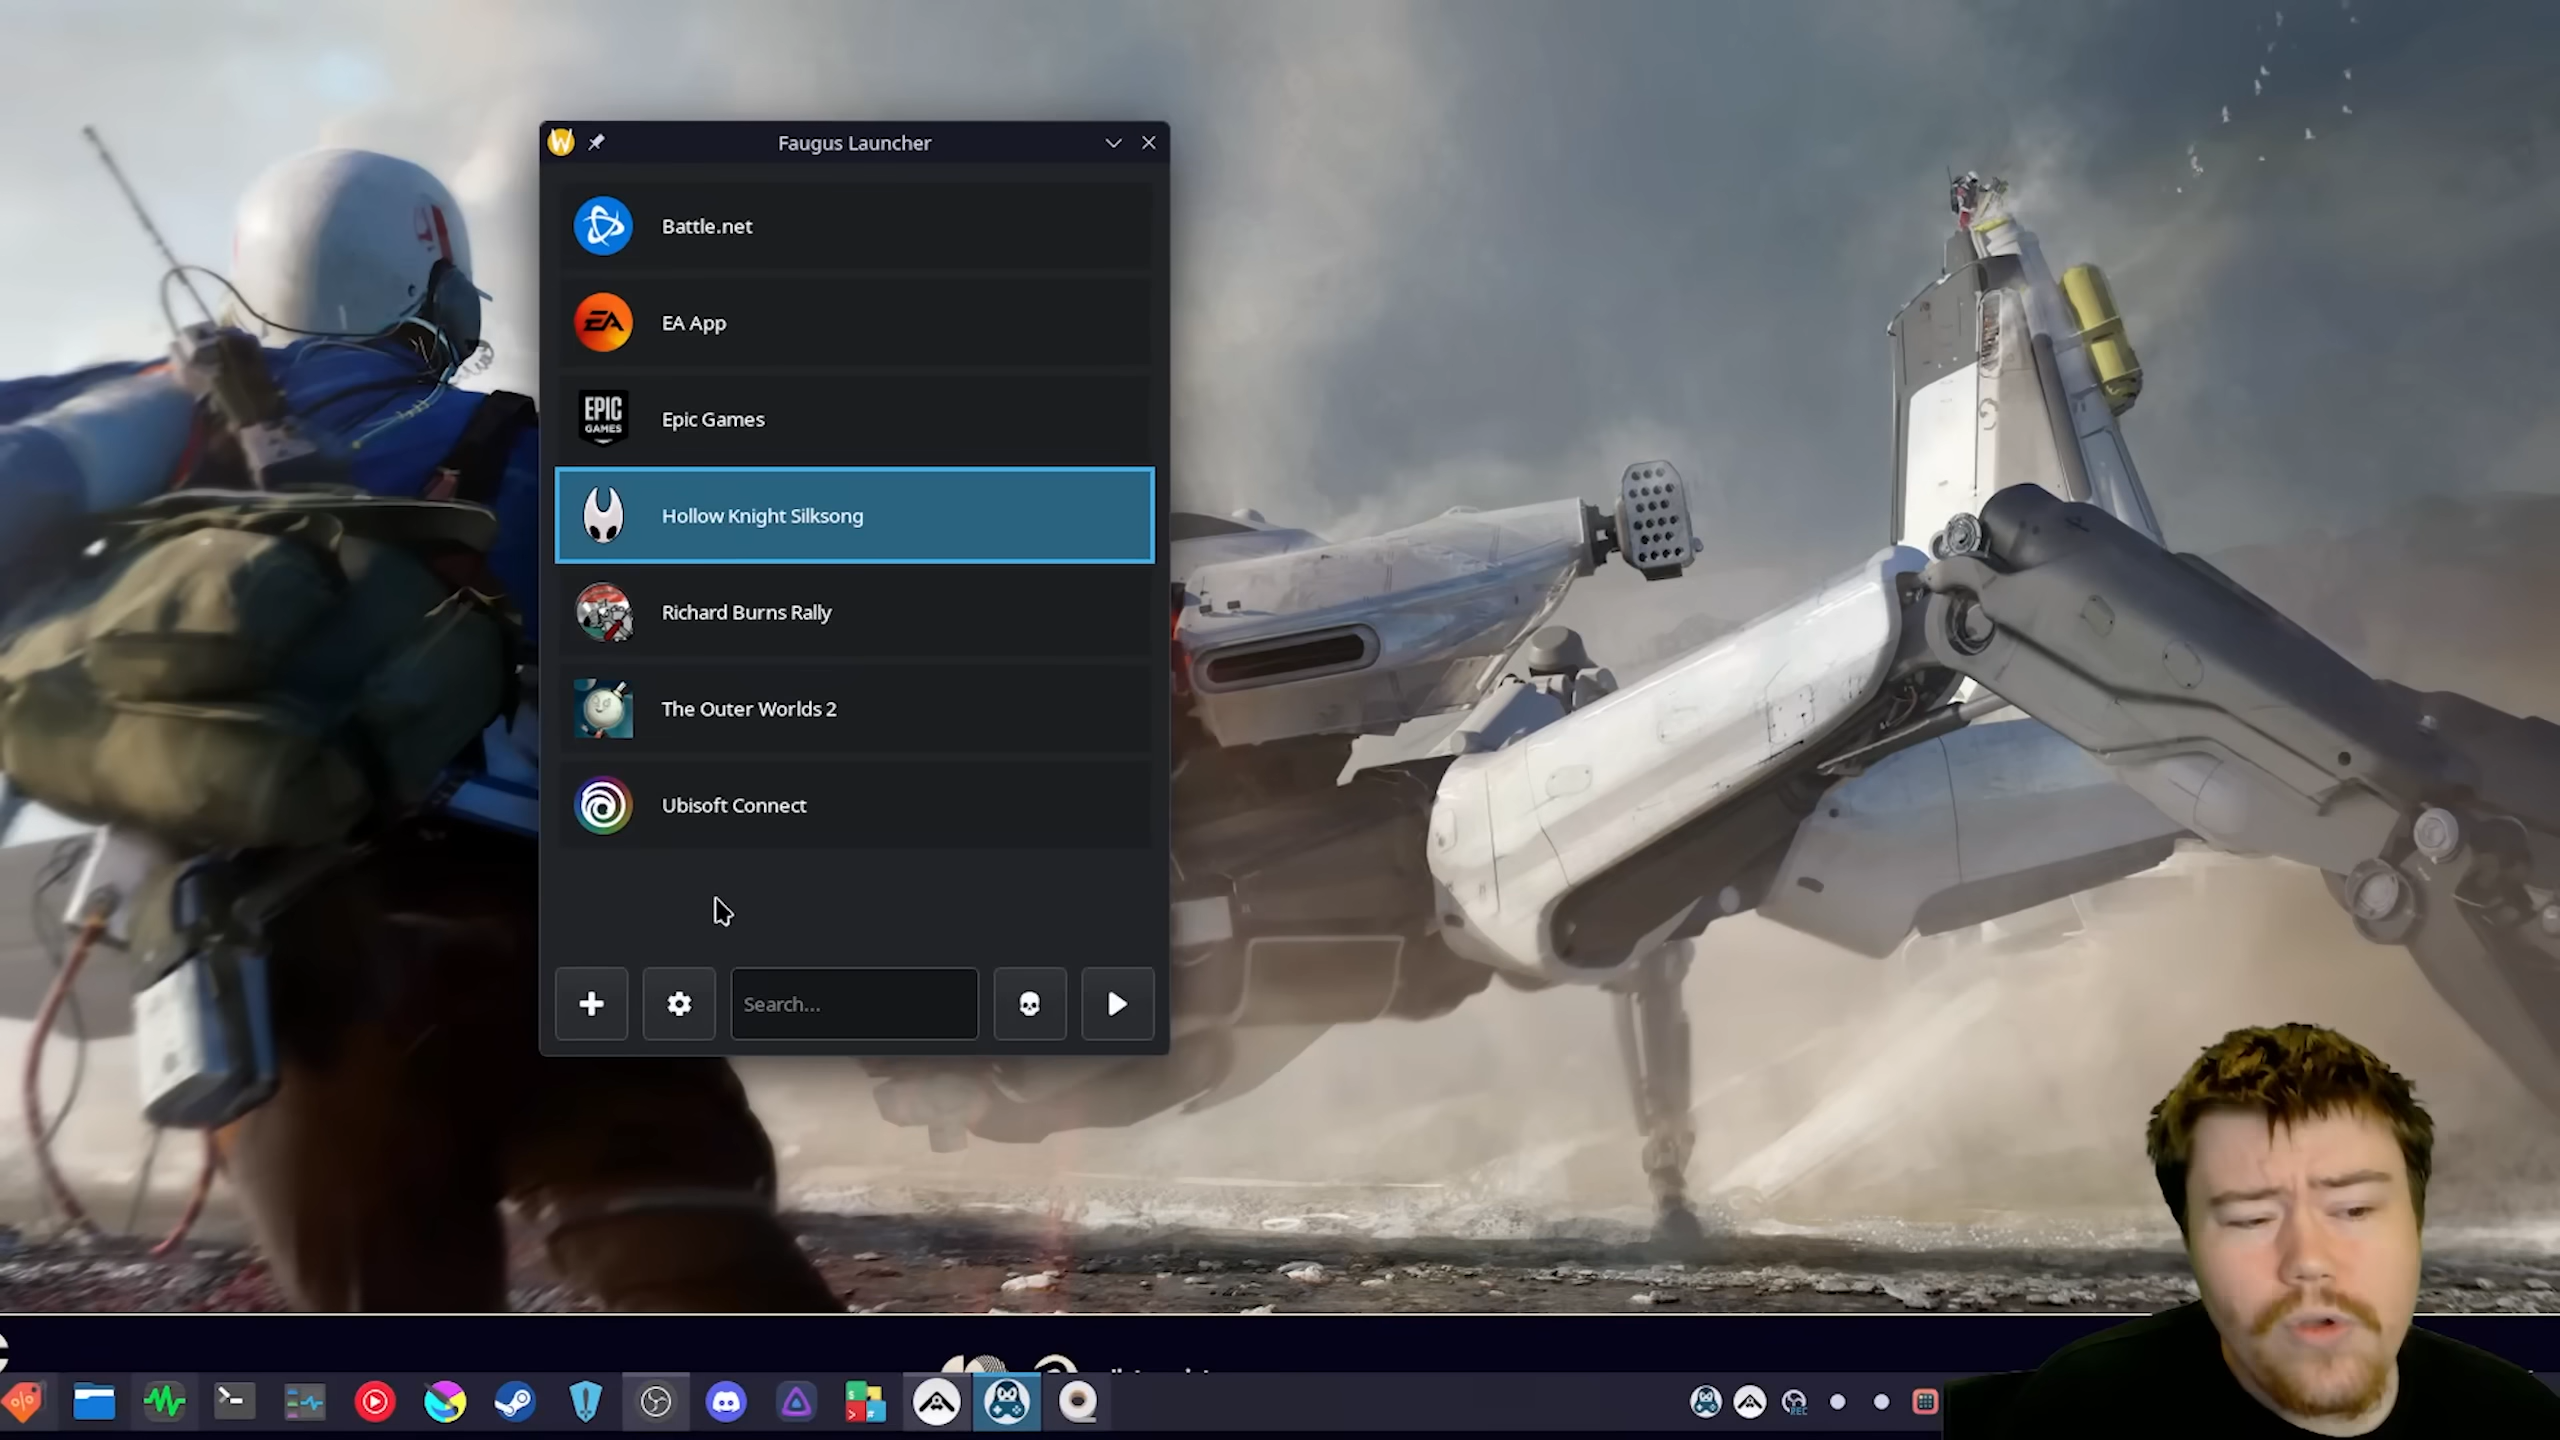 Faugus Launcher
Battle.net
EA App
EPIC
GAMES
Epic Games
Hollow Knight Silksong
Richard Burns Rally
The Outer Worlds 2
Ubisoft Connect
Search...
REC